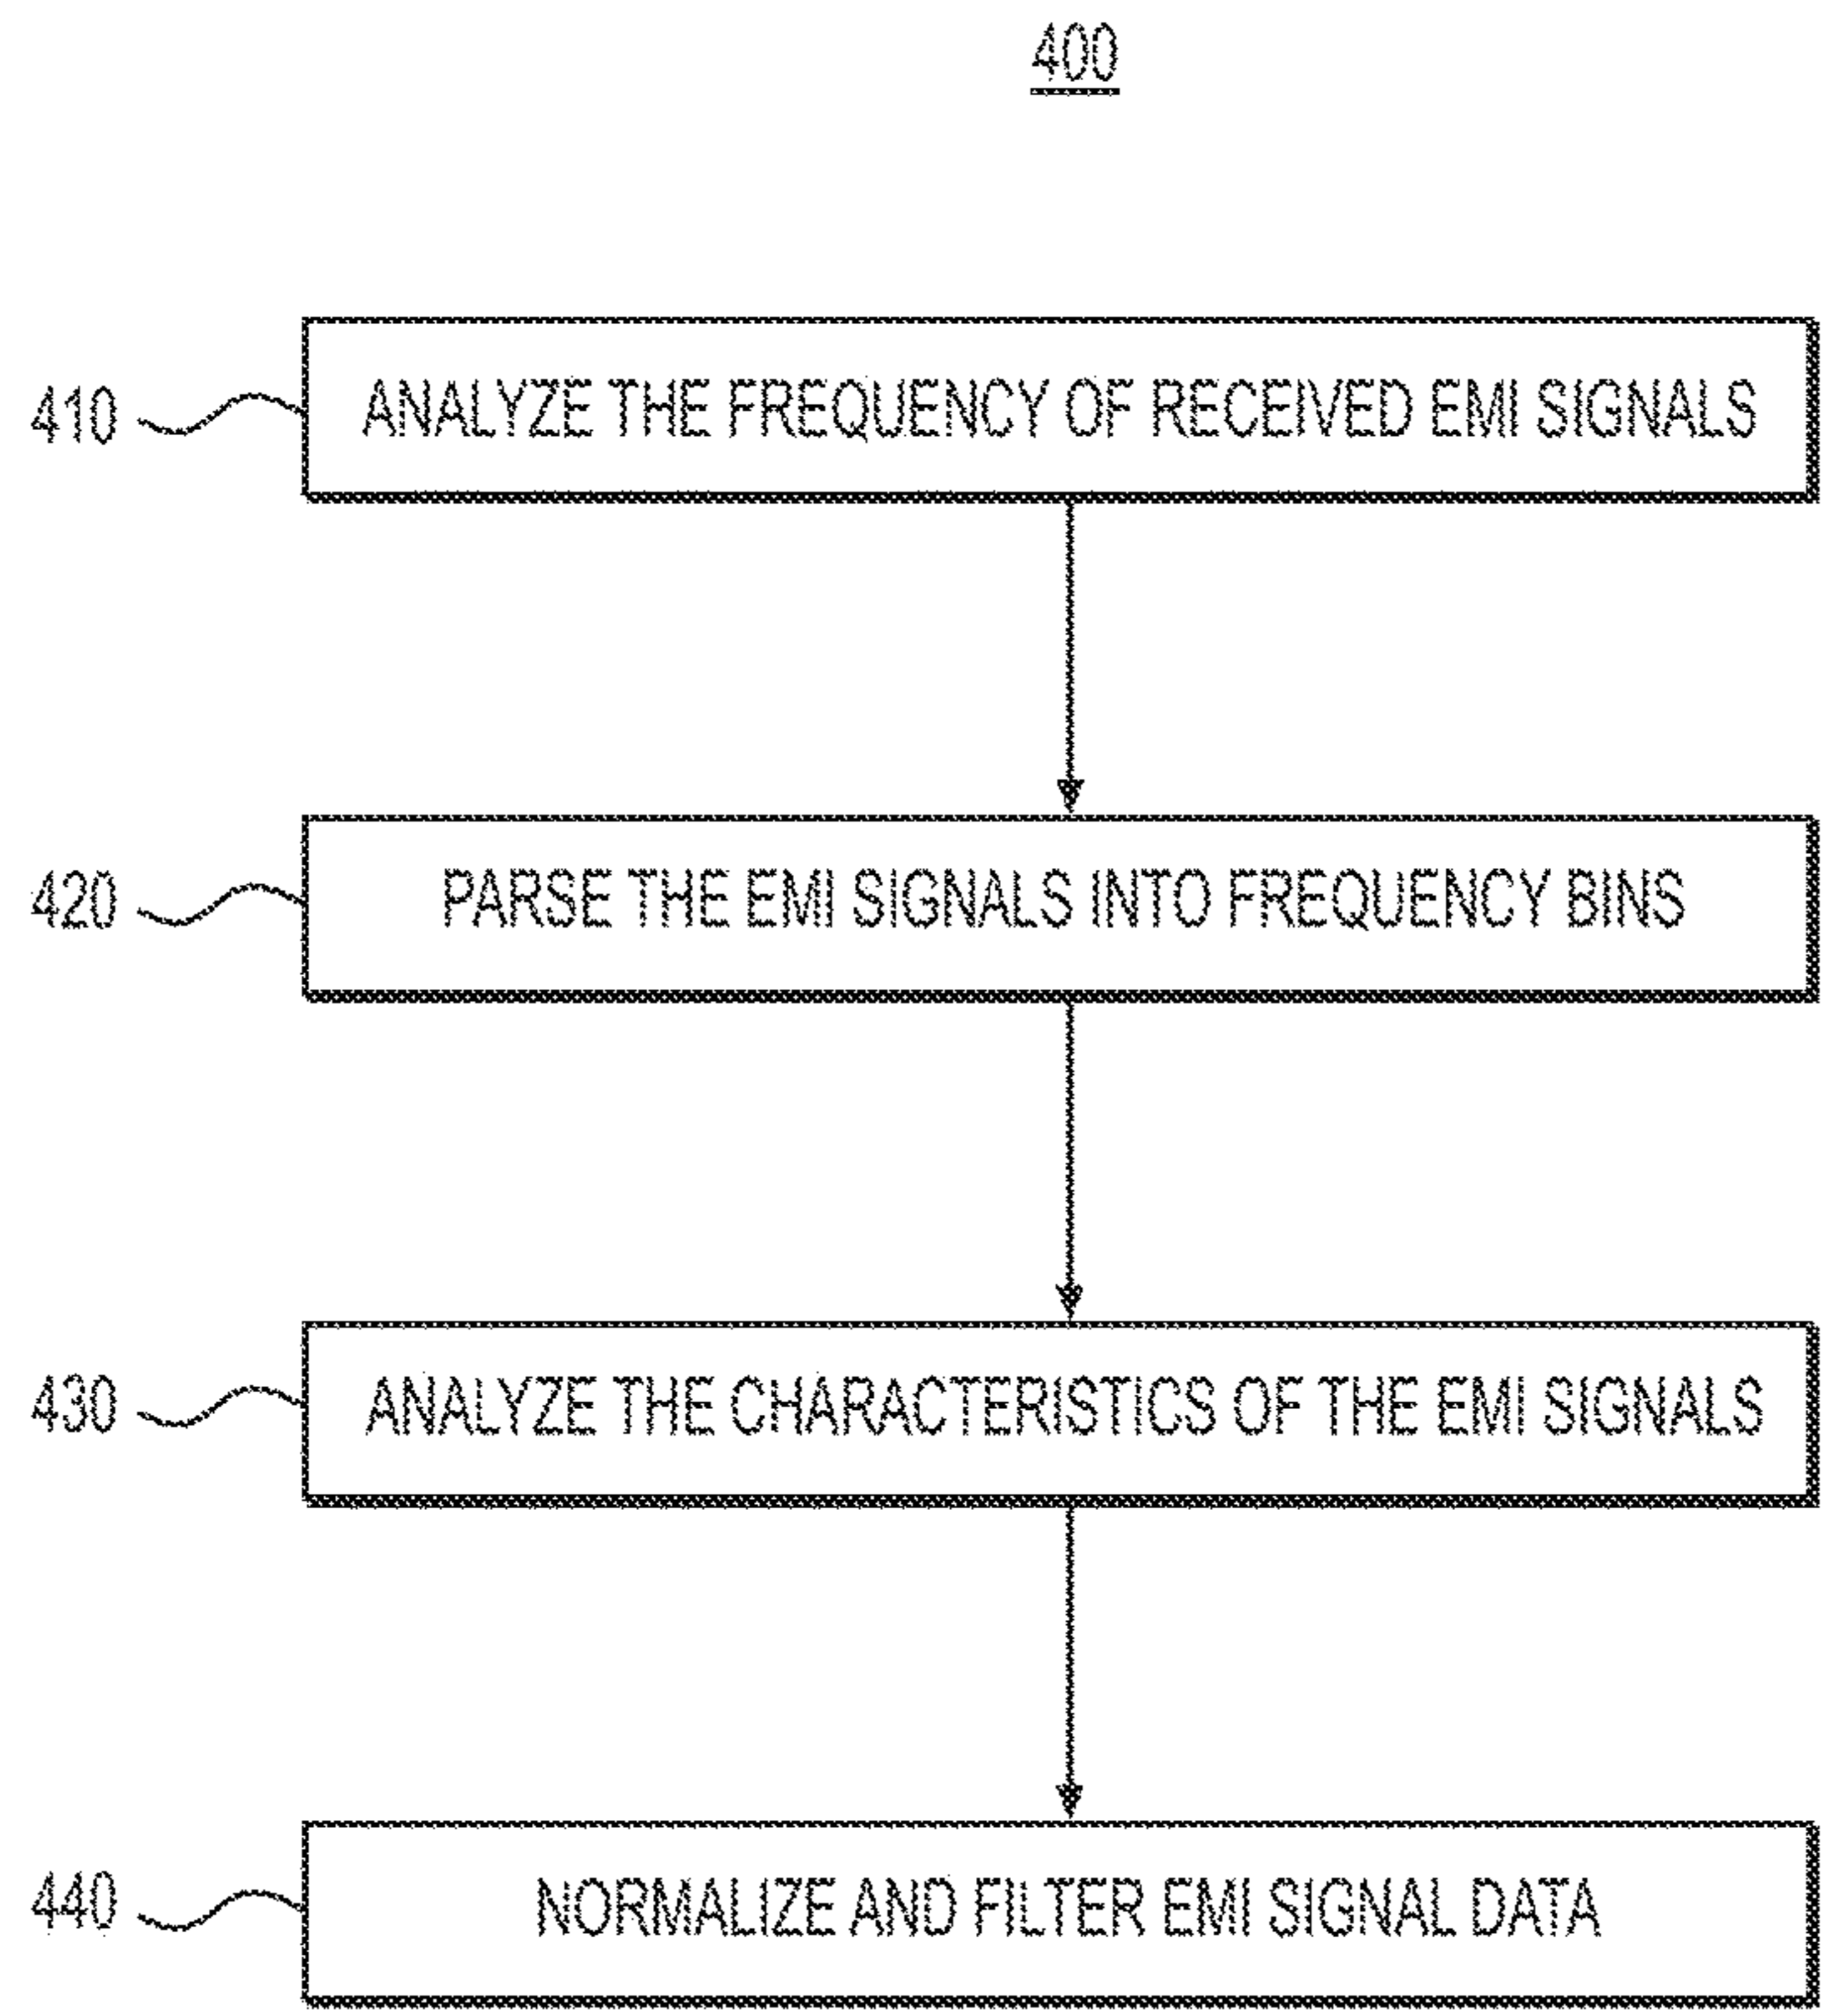 400
410 ANALYZE THE FREQUENCY OF RECEIVED EMI SIGNALS
420 PARSE THE EMI SIGNALS INTO FREQUENCY BINS
430 ANALYZE THE CHARACTERISTICS OF THE EMI SIGNALS
440 NORMALIZE AND FILTER EMI SIGNAL DATA